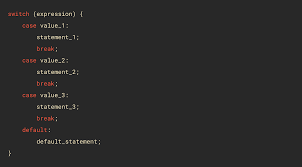 switch (expression) {
    case value_1:
        statement_1;
        break;
    case value_2:
        statement_2;
        break;
    case value_3:
        statement_3;
        break;
    default:
        default_statement;
}